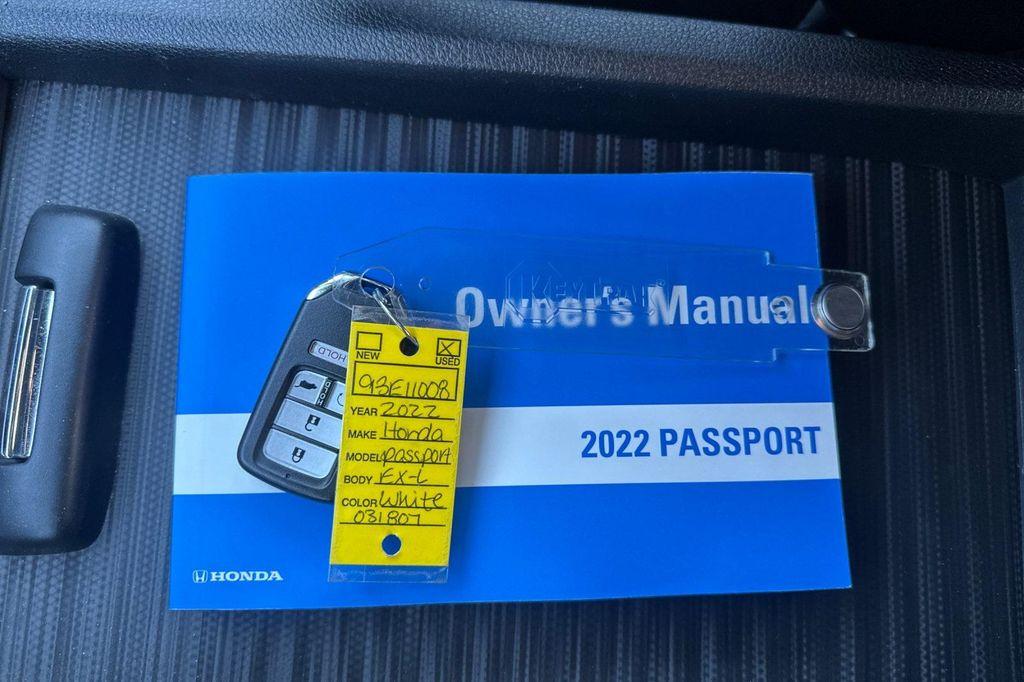 KEYper
Owner's Manual
HOLD
NEW
USED
93E11008
YEAR 2022
MAKE Honda
MODEL passport
BODY EX-L
COLOR White
031807
2022 PASSPORT
HONDA